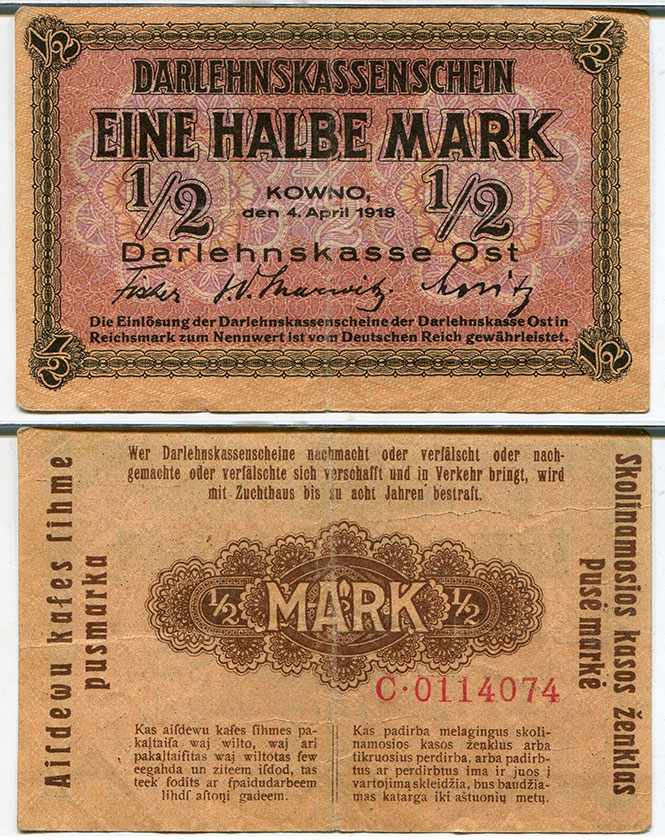 1/2 1/2
DARLEHNSKASSENSCHEIN
EINE HALBE MARK
1/2 KOWNO, 1/2
den 4. April 1918
Darlehnskasse Ost
Fischer
Die Einlösung der Darlehnskassenscheine der Darlehnskasse Ost in
Reichsmark zum Nennwert ist vom Deutschen Reich gewährleistet.
1/2 1/2
Wer Darlehnskassenscheine nachmacht oder verfälscht oder nach-
gemachte oder verfälschte sich verschafft und in Verkehr bringt, wird
mit Zuchthaus bis zu acht Jahren bestraft.
Aiſdewu kaſes ſihme
pusmarka
1/2 MARK 1/2
Skolinamosios kasos ženklas
pusė markė
C·0114074
Kas aiſdewu kaſes ſihmes pa-
kaļtaiſa waj wilto, waj ari
pakaļtaiſitas waj wiltotas ſew
eegahda un ziteem iſdod, tas
teek ſodits ar ſpaidudarbeem
lihdſ aſtoņi gadeem.
Kas padirba melagingus skoli-
namosios kasos ženklus arba
tikruosius perdirba, arba padirb-
tus ar perdirbtus ima ir juos į
vartojimą skleidžia, bus baudžia-
mas katarga iki aštuonių metų.